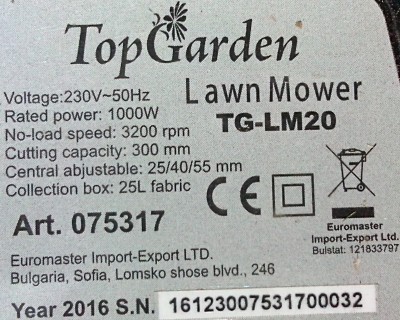 TopGarden
Lawn Mower
TG-LM20
Voltage:230V~50Hz
Rated power: 1000W
No-load speed: 3200 rpm
Cutting capacity: 300 mm
Central adjustable: 25/40/55 mm
Collection box: 25L fabric
CE
Art. 075317
Euromaster
Import-Export LTD.
Bulstat: 121833797
Euromaster Import-Export LTD.
Bulgaria, Sofia, Lomsko shose blvd., 246
Year 2016 S.N. 16123007531700032